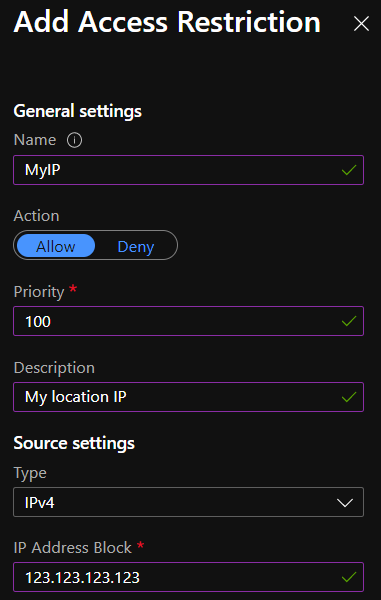 Add Access Restriction
General settings
Name
MyIP
Action
Allow Deny
Priority *
100
Description
My location IP
Source settings
Type
IPv4
IP Address Block *
123.123.123.123